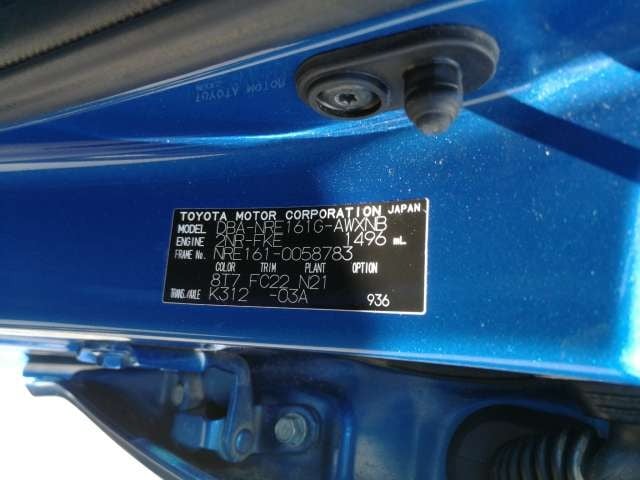 TOYOTA MOTOR CORPORATION JAPAN
MODEL DBA-NRE161G-AWXNB
ENGINE 2NR-FKE 1496 mL
FRAME No. NRE161-0058783
COLOR TRIM PLANT OPTION
8T7 FC22 N21
TRANS./AXLE K312 -03A 936